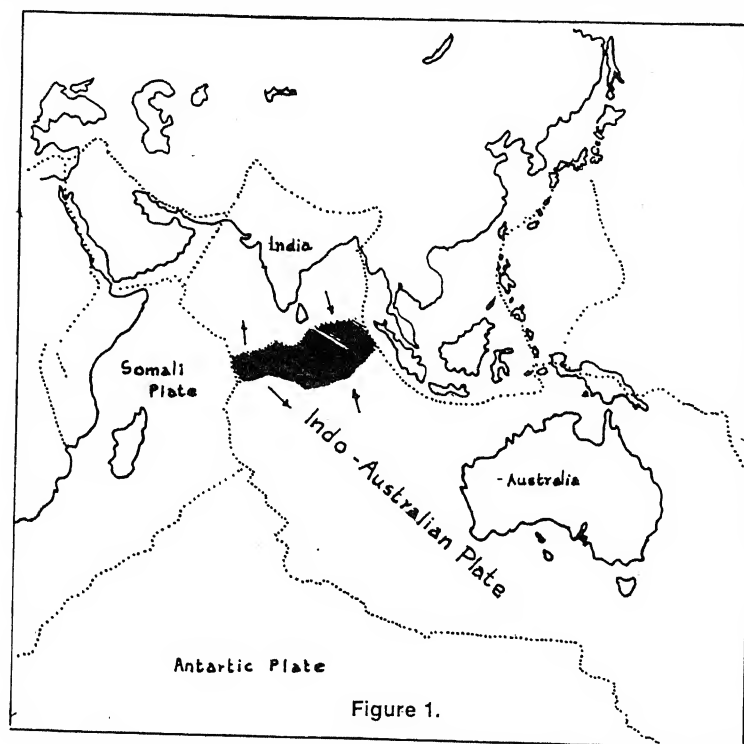 India
Somali
Plate
Indo-Australian Plate
-Australia
Antartic Plate
Figure 1.